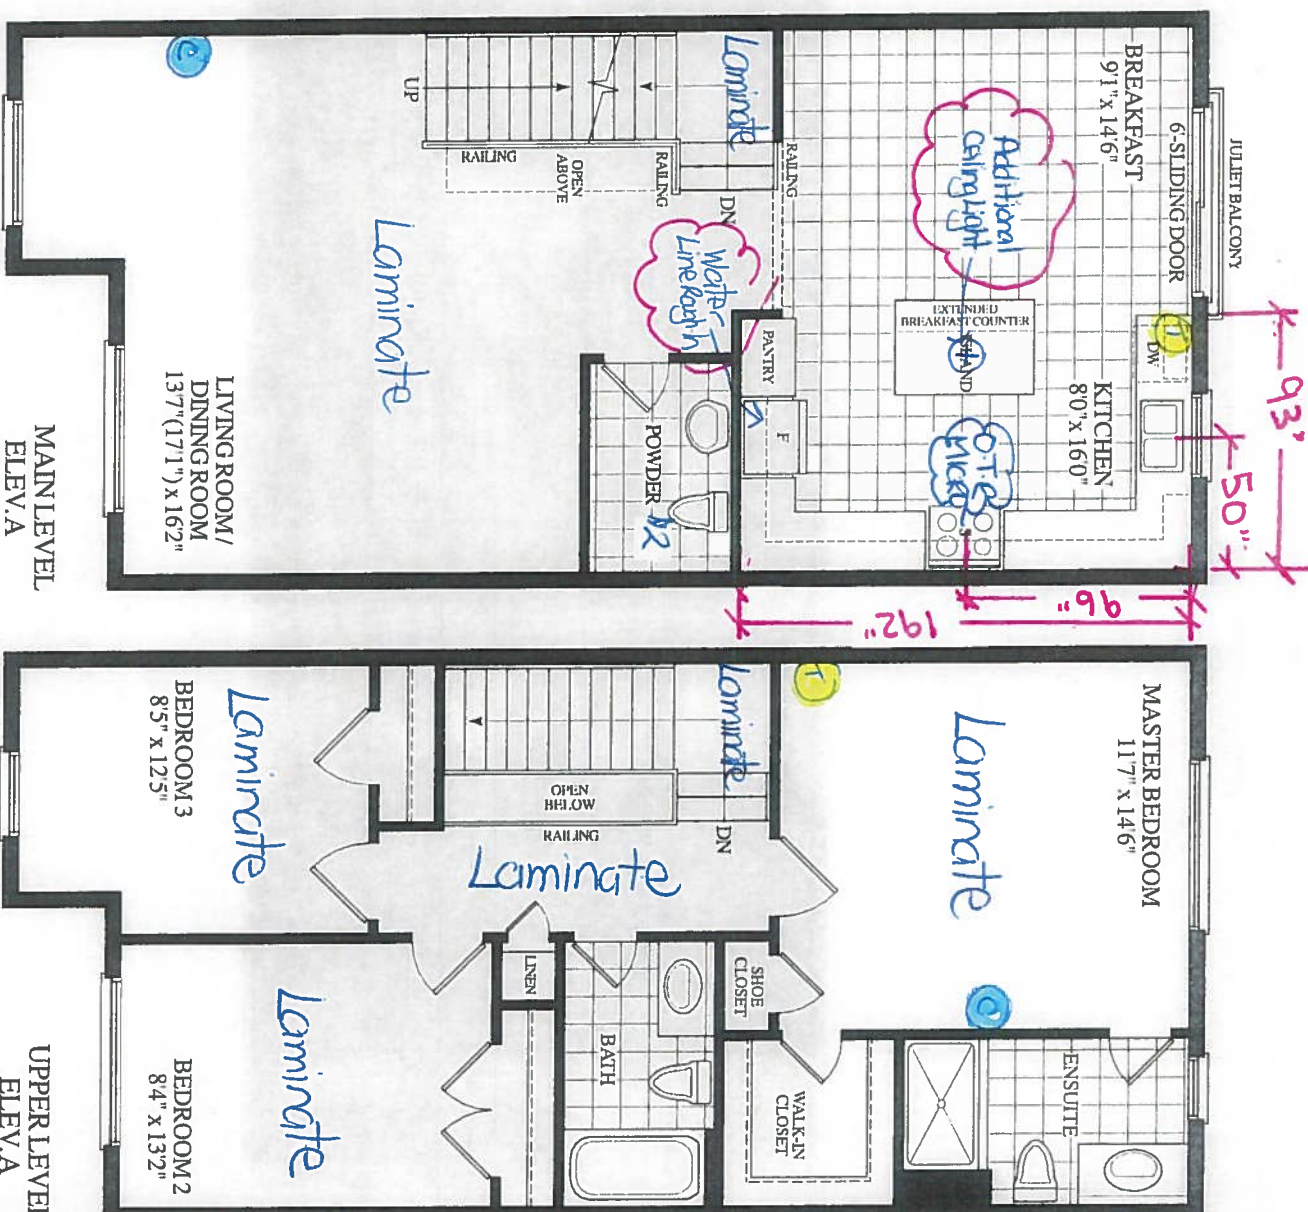 JULIET BALCONY
6'-SLIDING DOOR
BREAKFAST
9'1" x 14'6"
93"
50"
DW
KITCHEN
8'0" x 16'0"
Additional
Ceiling Light
EXTENDED
BREAKFAST COUNTER
ISLAND
O.T.R
MICRO
96"
192"
PANTRY
F
RAILING
Laminate
DN
Water
Line Rough In
UP
RAILING
OPEN
ABOVE
RAILING
POWDER
#2
Laminate
C
T
LIVING ROOM/
DINING ROOM
13'7"(17'1") x 16'2"
MAIN LEVEL
ELEV. A
MASTER BEDROOM
11'7" x 14'6"
Laminate
T
C
ENSUITE
SHOE
CLOSET
WALK-IN
CLOSET
Laminate
DN
OPEN
BELOW
RAILING
Laminate
LINEN
BATH
BEDROOM 3
8'5" x 12'5"
Laminate
BEDROOM 2
8'4" x 13'2"
Laminate
UPPER LEVEL
ELEV. A